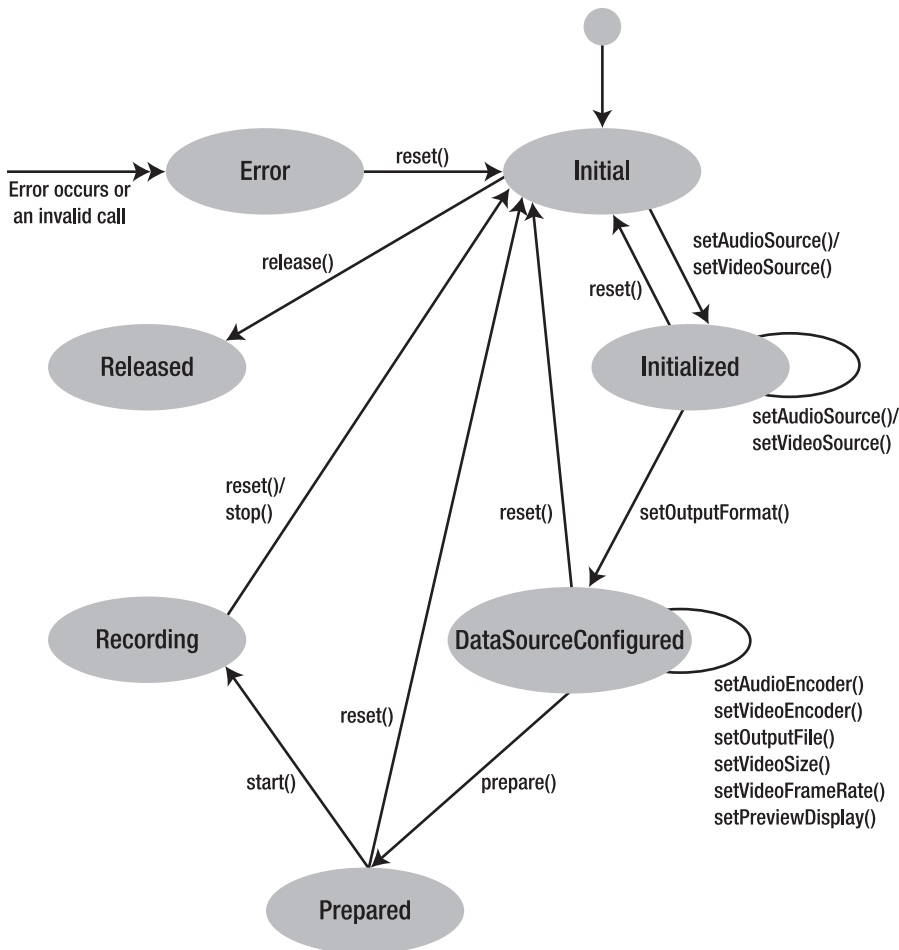 Error
reset()
Initial
Error occurs or
an invalid call
setAudioSource()/
setVideoSource()
release()
reset()
Released
Initialized
setAudioSource()/
setVideoSource()
reset()/
stop()
reset()
setOutputFormat()
Recording
DataSourceConfigured
setAudioEncoder()
setVideoEncoder()
setOutputFile()
setVideoSize()
setVideoFrameRate()
setPreviewDisplay()
reset()
start()
prepare()
Prepared